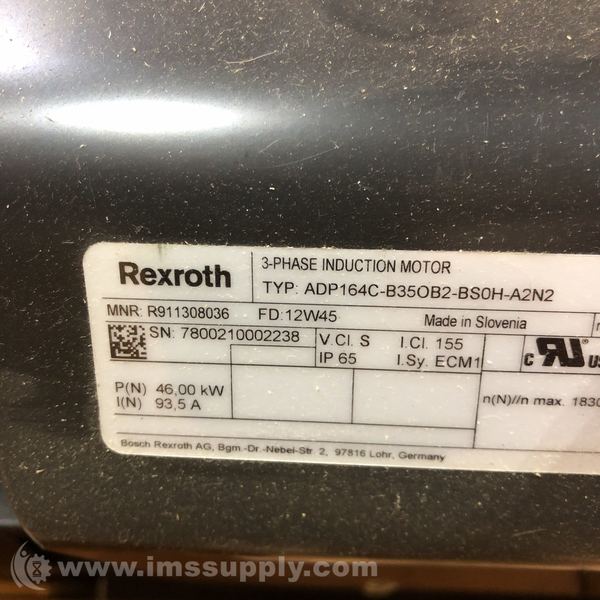 Rexroth
3-PHASE INDUCTION MOTOR
TYP: ADP164C-B35OB2-BS0H-A2N2
MNR: R911308036 FD:12W45 Made in Slovenia
SN: 7800210002238
V.Cl. S I.Cl. 155
IP 65 I.Sy. ECM1
P(N) 46,00 kW
I(N) 93,5 A
n(N)//n max. 1830
Bosch Rexroth AG, Bgm.-Dr.-Nebel-Str. 2, 97816 Lohr, Germany
www.imssupply.com